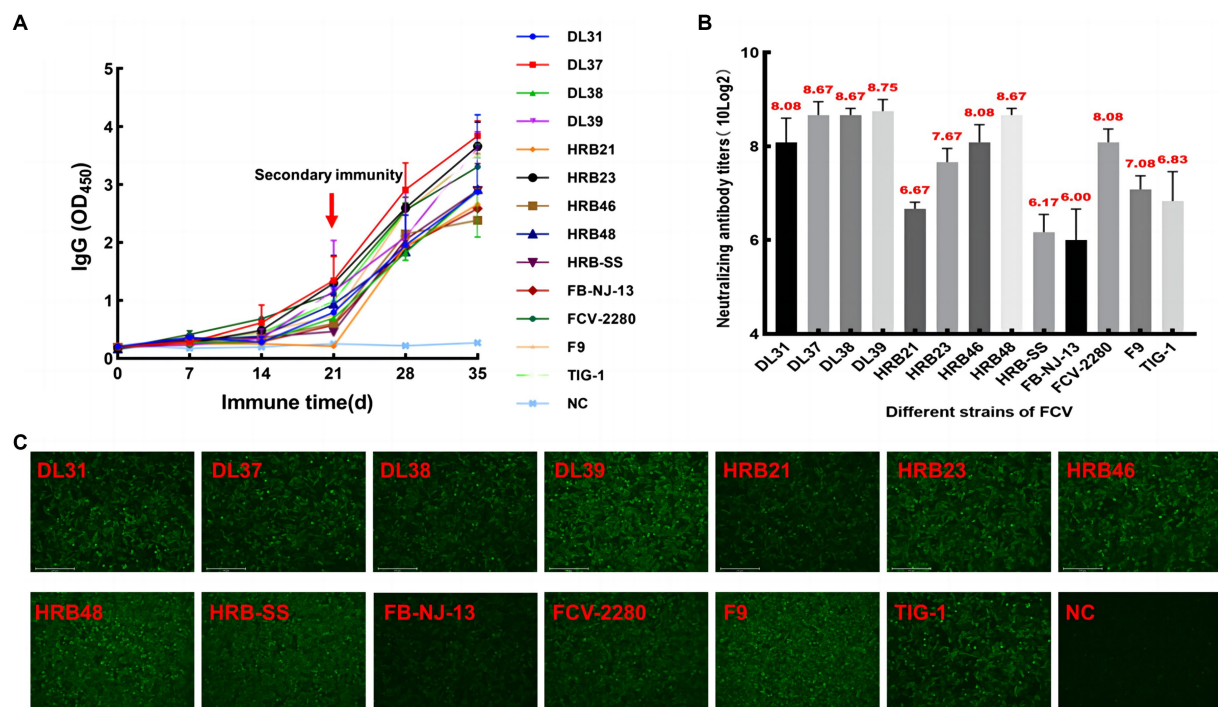 A
5
4
3
2
1
0
IgG (OD450)
Secondary immunity
0 7 14 21 28 35
Immune time(d)
DL31
DL37
DL38
DL39
HRB21
HRB23
HRB46
HRB48
HRB-SS
FB-NJ-13
FCV-2280
F9
TIG-1
NC
B
10
8
6
4
Neutralizing antibody titers( 10Log2)
8.08 8.67 8.67 8.75 6.67 7.67 8.08 8.67 6.17 6.00 8.08 7.08 6.83
DL31 DL37 DL38 DL39 HRB21 HRB23 HRB46 HRB48 HRB-SS FB-NJ-13 FCV-2280 F9 TIG-1
Different strains of FCV
C
DL31 DL37 DL38 DL39 HRB21 HRB23 HRB46
HRB48 HRB-SS FB-NJ-13 FCV-2280 F9 TIG-1 NC